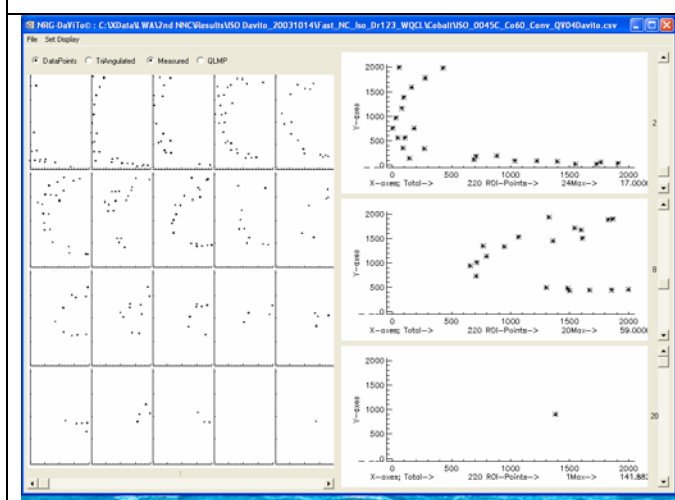 NRG-DaViTo© : C:\XData\LWA\2nd NNC\Results\ISO Davito_20031014\Fast_NC_Iso_Dr123_WQCL\Cobalt\ISO_0045C_Co60_Conv_QV04Davito.csv
File Set Display
DataPoints TriAngulated Measured QLMP
2000
1500
Y-axes
1000
500
0
0 500 1000 1500 2000
X-axes; Total--> 220 ROI-Points--> 24Max--> 17.000
2
2000
1500
Y-axes
1000
500
0
0 500 1000 1500 2000
X-axes; Total--> 220 ROI-Points--> 20Max--> 59.000
8
2000
1500
Y-axes
1000
500
0
0 500 1000 1500 2000
X-axes; Total--> 220 ROI-Points--> 1Max--> 141.882
20